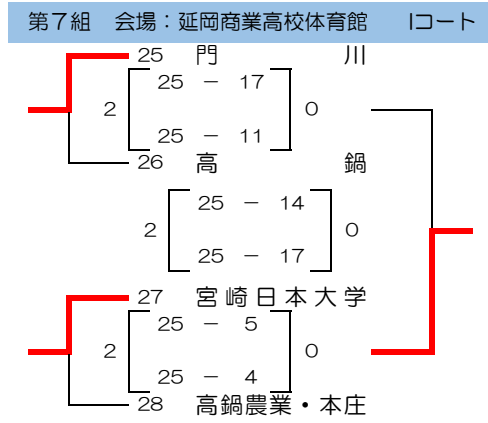 第7組 会場：延岡商業高校体育館 Iコート
25 門川
25 － 17
2 0
25 － 11
26 高鍋
25 － 14
2 0
25 － 17
27 宮崎日本大学
25 － 5
2 0
25 － 4
28 高鍋農業・本庄